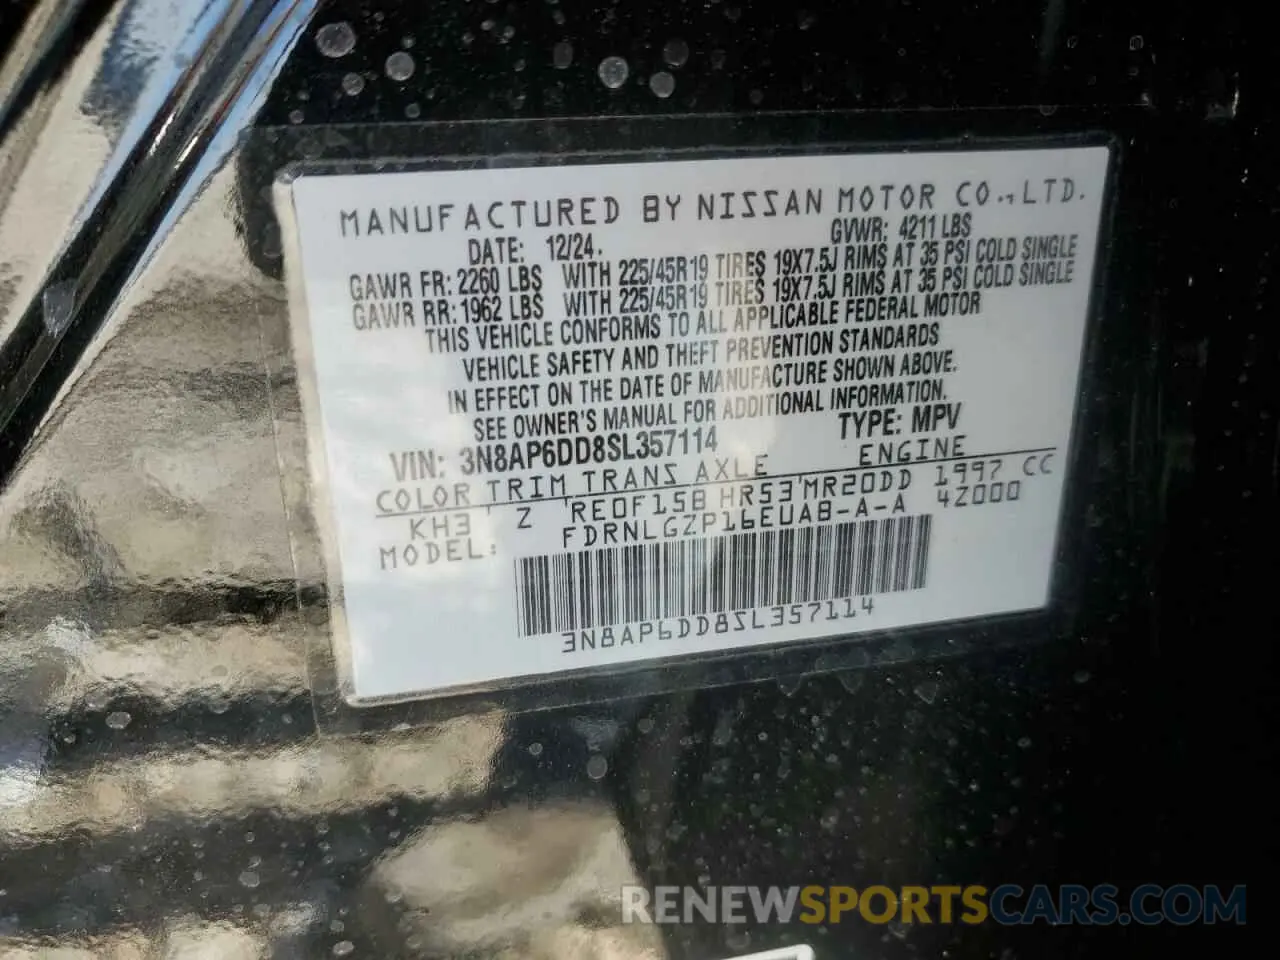 MANUFACTURED BY NISSAN MOTOR CO., LTD.
DATE: 12/24. GVWR: 4211 LBS
GAWR FR: 2260 LBS WITH 225/45R19 TIRES 19X7.5J RIMS AT 35 PSI COLD SINGLE
GAWR RR: 1962 LBS WITH 225/45R19 TIRES 19X7.5J RIMS AT 35 PSI COLD SINGLE
THIS VEHICLE CONFORMS TO ALL APPLICABLE FEDERAL MOTOR
VEHICLE SAFETY AND THEFT PREVENTION STANDARDS
IN EFFECT ON THE DATE OF MANUFACTURE SHOWN ABOVE.
SEE OWNER'S MANUAL FOR ADDITIONAL INFORMATION.
VIN: 3N8AP6DD8SL357114 TYPE: MPV
COLOR TRIM TRANS AXLE ENGINE
KH3 Z RE0F15B HR53 MR20DD 1997 CC
MODEL: FDRNLGZP16EUA8-A-A 4Z000
3N8AP6DD8SL357114
RENEWSPORTSCARS.COM